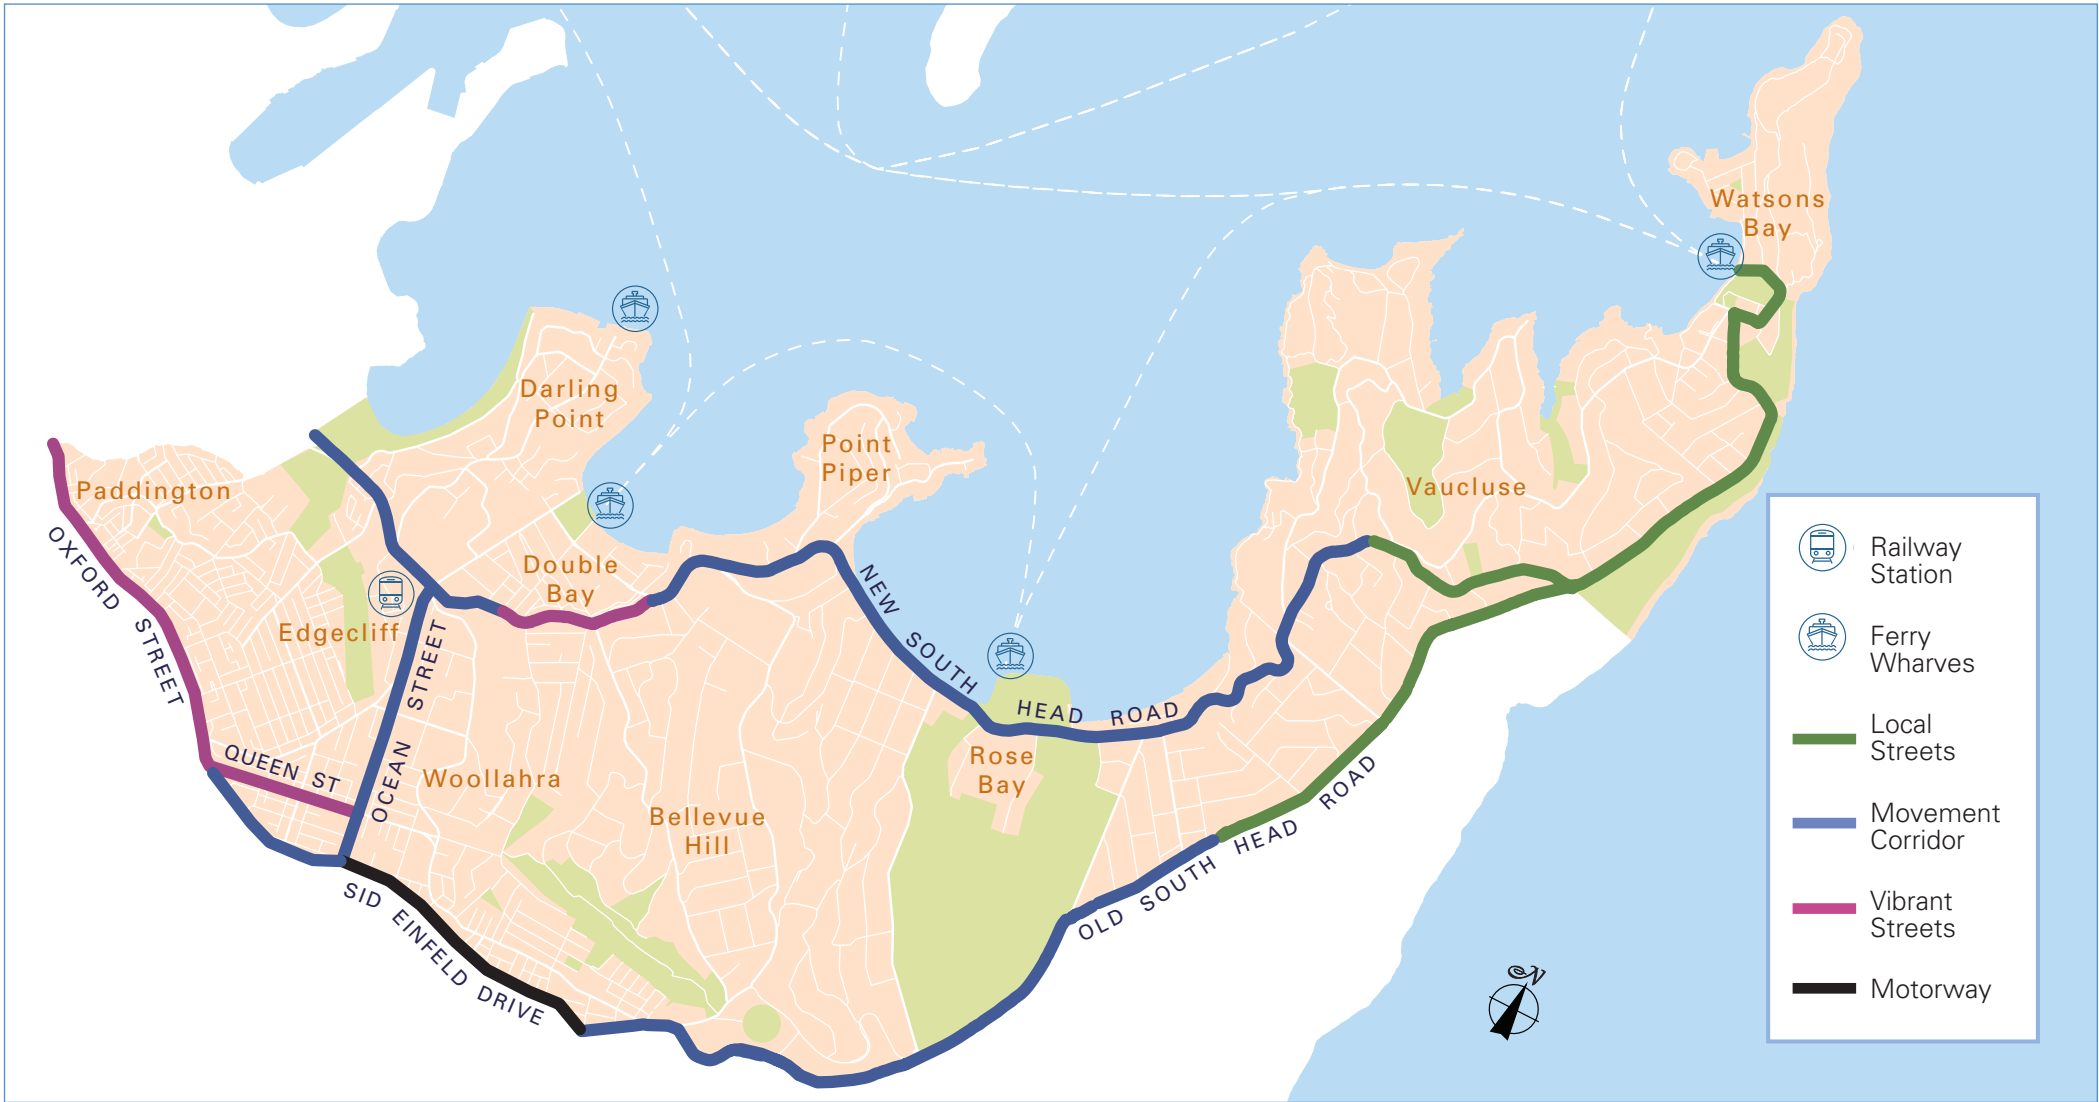 Watsons
Bay
Darling
Point
Point
Piper
Paddington
Vaucluse
OXFORD STREET
Double
Bay
NEW SOUTH HEAD ROAD
Edgecliff
OCEAN STREET
QUEEN ST
Woollahra
Rose
Bay
Bellevue
Hill
OLD SOUTH HEAD ROAD
SID EINFELD DRIVE
Railway
Station
Ferry
Wharves
Local
Streets
Movement
Corridor
Vibrant
Streets
Motorway
N